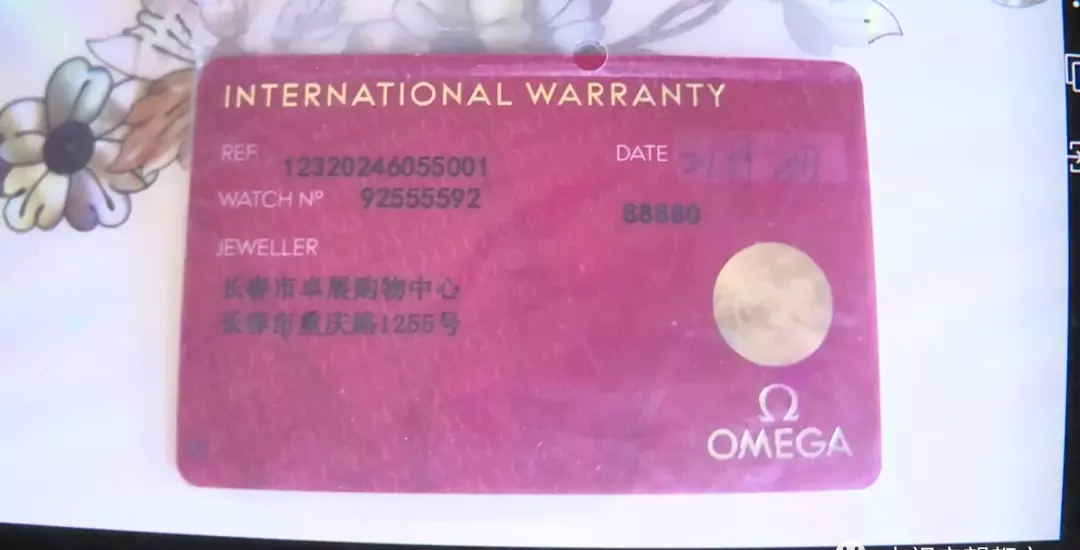 INTERNATIONAL WARRANTY
REF 12320246055001
DATE
WATCH Nº 92555592
88880
JEWELLER
长春市卓展购物中心
长春市重庆路1255号
Ω
OMEGA